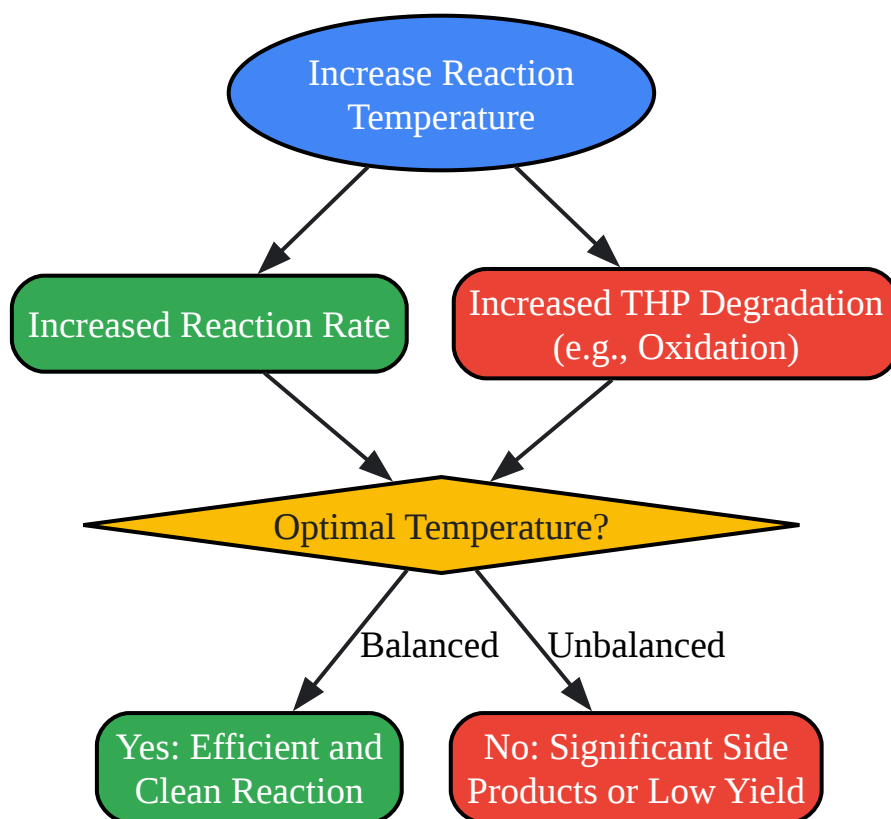 Increase Reaction
Temperature
Increased Reaction Rate
Increased THP Degradation
(e.g., Oxidation)
Optimal Temperature?
Balanced
Unbalanced
Yes: Efficient and
Clean Reaction
No: Significant Side
Products or Low Yield